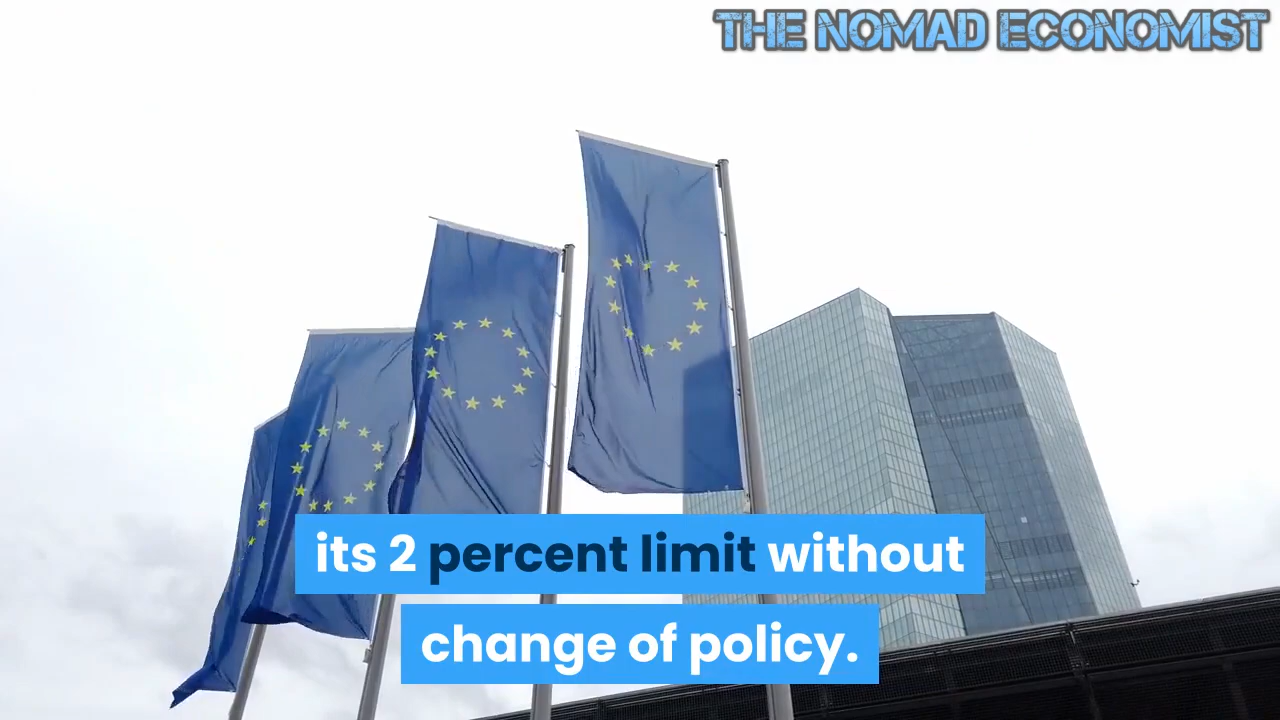 THE NOMAD ECONOMIST
its 2 percent limit without
change of policy.